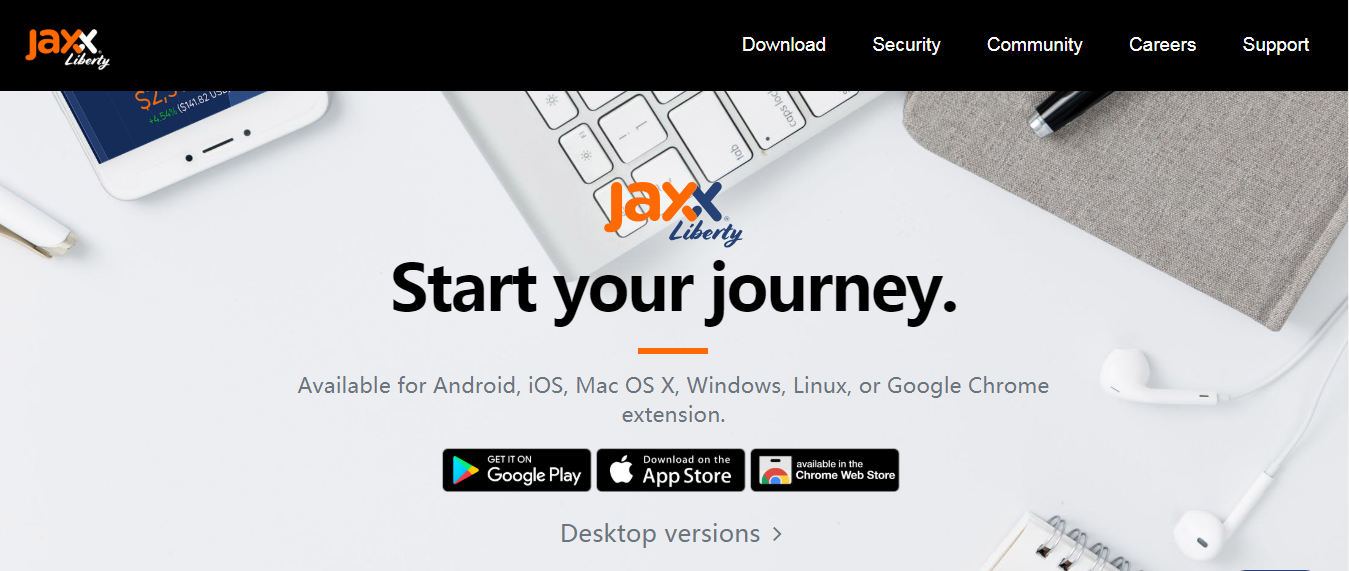 jaxx
Liberty
Download
Security
Community
Careers
Support
+4.54% ($141.82 USD
caps lock
tab
jaxx
Liberty®
Start your journey.
Available for Android, iOS, Mac OS X, Windows, Linux, or Google Chrome
extension.
GET IT ON
Google Play
Download on the
App Store
available in the
Chrome Web Store
Desktop versions >